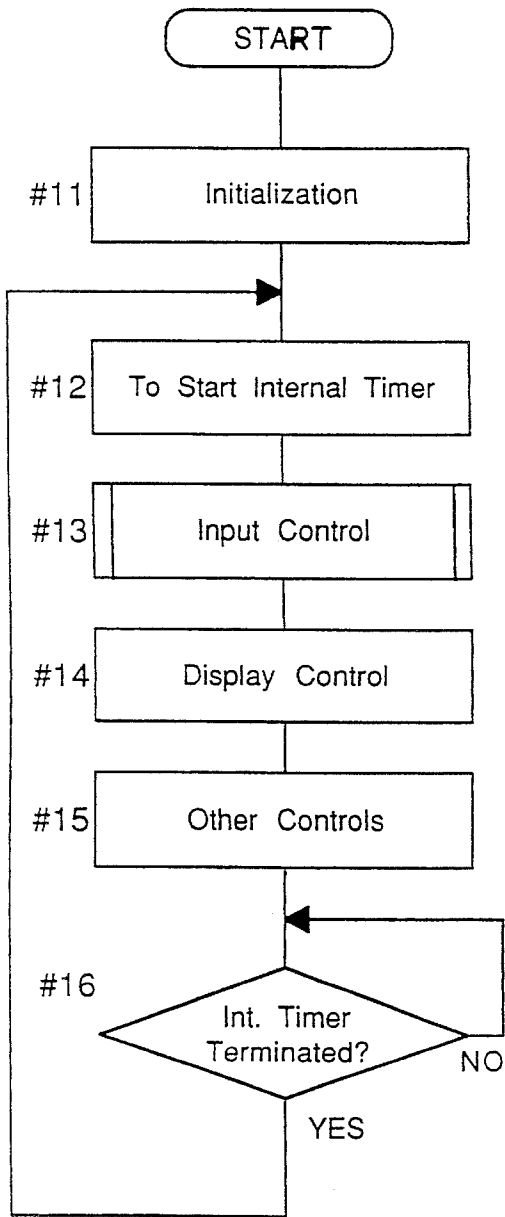 START
#11 Initialization
#12 To Start Internal Timer
#13 Input Control
#14 Display Control
#15 Other Controls
#16
Int. Timer
Terminated?
NO
YES